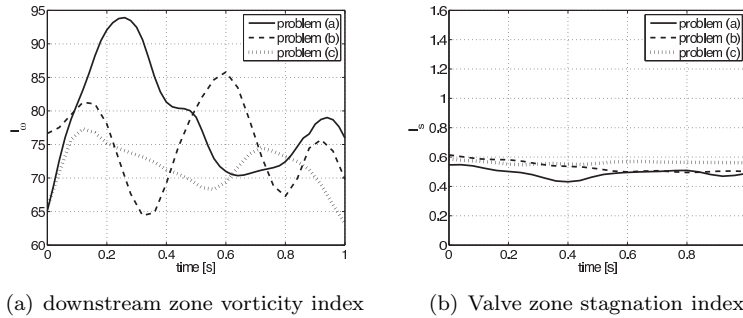 95
90
85
80
75
70
65
60
I_ω
0
0.2
0.4
0.6
0.8
1
time [s]
problem (a)
problem (b)
problem (c)
(a) downstream zone vorticity index
1.6
1.4
1.2
1
0.8
0.6
0.4
0.2
0
I_s
0
0.2
0.4
0.6
0.8
1
time [s]
problem (a)
problem (b)
problem (c)
(b) Valve zone stagnation index